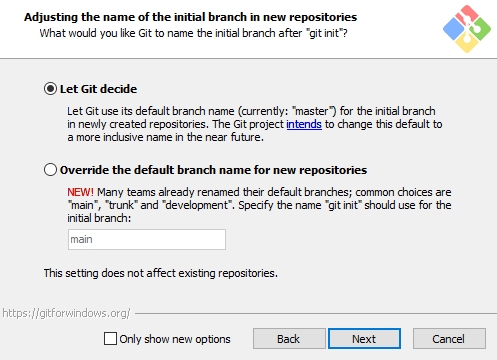 Adjusting the name of the initial branch in new repositories
What would you like Git to name the initial branch after "git init"?
Let Git decide
Let Git use its default branch name (currently: "master") for the initial branch
in newly created repositories. The Git project intends to change this default to
a more inclusive name in the near future.
Override the default branch name for new repositories
NEW! Many teams already renamed their default branches; common choices are
"main", "trunk" and "development". Specify the name "git init" should use for the
initial branch:
main
This setting does not affect existing repositories.
https://gitforwindows.org/
Only show new options
Back
Next
Cancel